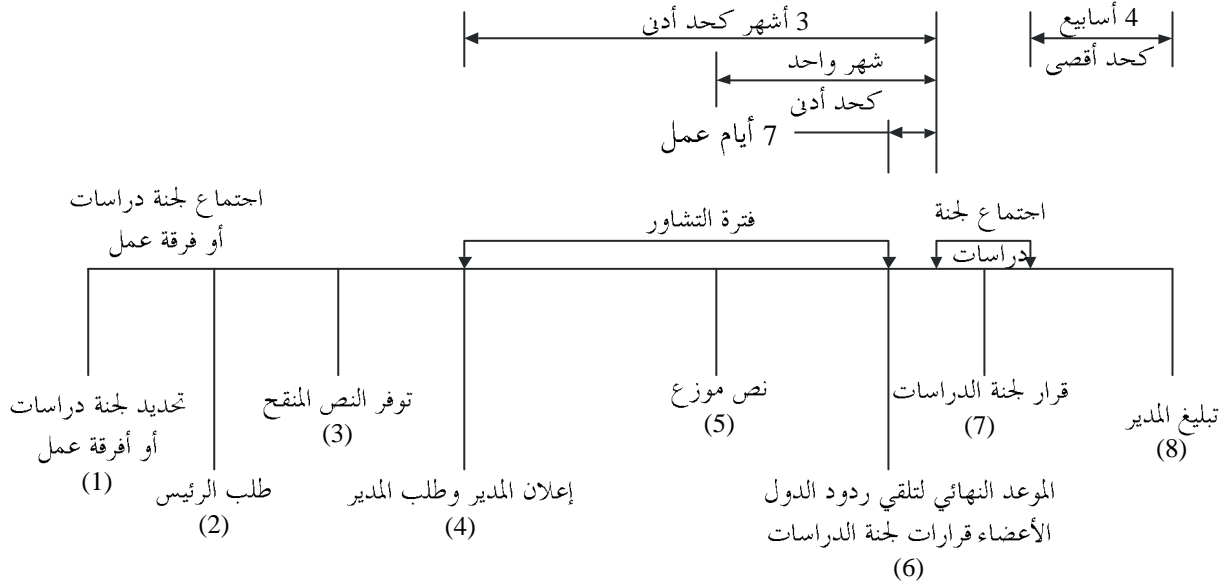 3 أشهر كحد أدنى
4 أسابيع
كحد أقصى
شهر واحد
كحد أدنى
7 أيام عمل
اجتماع لجنة دراسات
أو فرقة عمل
فترة التشاور
اجتماع لجنة
دراسات
تحديد لجنة دراسات
أو أفرقة عمل
(1)
طلب الرئيس
(2)
توفر النص المنقح
(3)
إعلان المدير وطلب المدير
(4)
نص موزع
(5)
الموعد النهائي لتلقي ردود الدول
الأعضاء قرارات لجنة الدراسات
(6)
قرار لجنة الدراسات
(7)
تبليغ المدير
(8)